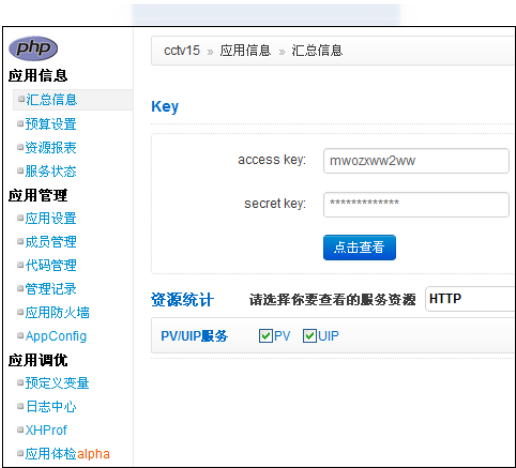 php
应用信息
汇总信息
预算设置
资源报表
服务状态
应用管理
应用设置
成员管理
代码管理
管理记录
应用防火墙
AppConfig
应用调优
预定义变量
日志中心
XHProf
应用体检alpha
cctv15 » 应用信息 » 汇总信息
Key
access key: mwozxww2ww
secret key: *************
点击查看
资源统计 请选择你要查看的服务资源 HTTP
PV/UIP服务 PV UIP